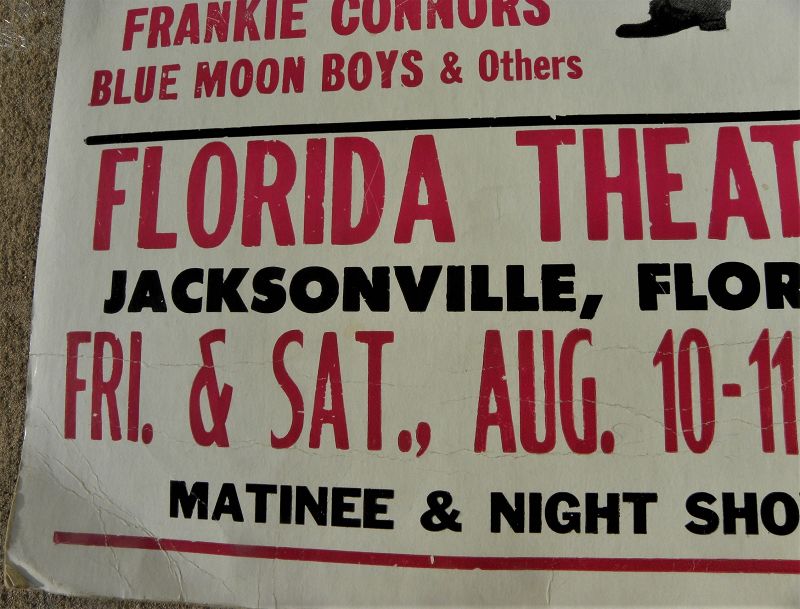 FRANKIE CONNORS
BLUE MOON BOYS & Others
FLORIDA THEAT
JACKSONVILLE, FLOR
FRI. & SAT., AUG. 10-11
MATINEE & NIGHT SHO